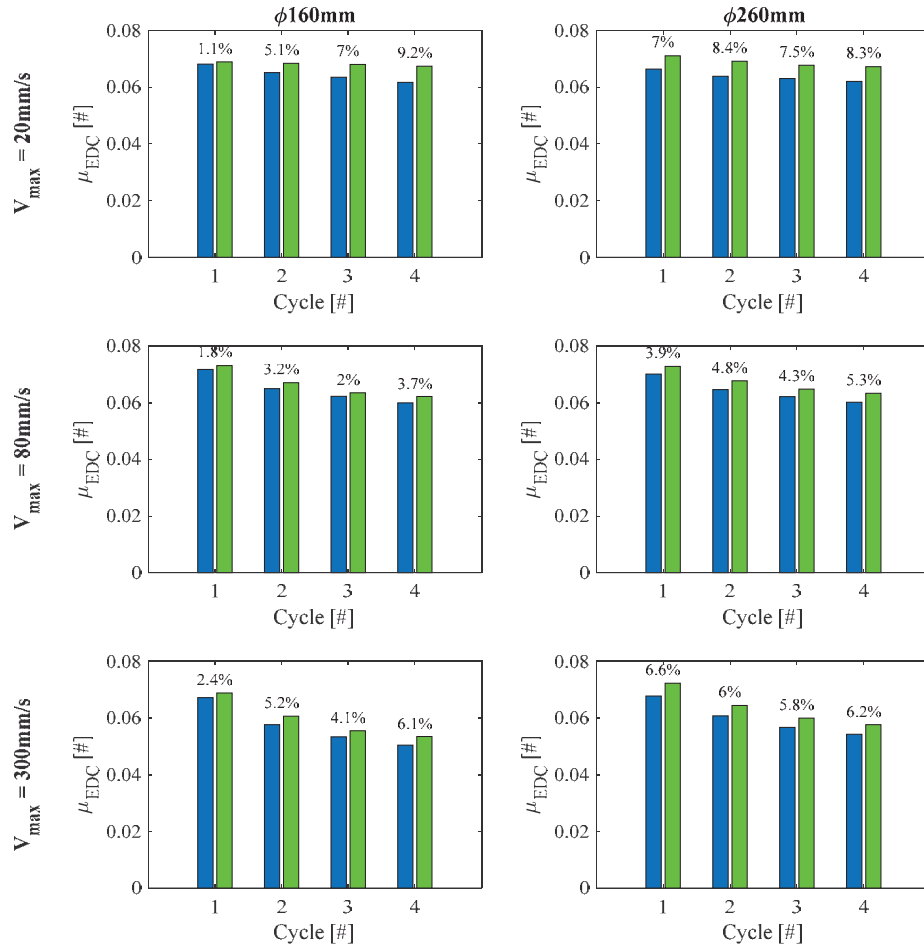 ϕ160mm
ϕ260mm
V_max = 20mm/s
μ_EDC [#]
0.08
0.06
0.04
0.02
0
1.1%
5.1%
7%
9.2%
1 2 3 4
Cycle [#]
μ_EDC [#]
0.08
0.06
0.04
0.02
0
7%
8.4%
7.5%
8.3%
1 2 3 4
Cycle [#]
V_max = 80mm/s
μ_EDC [#]
0.08
0.06
0.04
0.02
0
1.8%
3.2%
2%
3.7%
1 2 3 4
Cycle [#]
μ_EDC [#]
0.08
0.06
0.04
0.02
0
3.9%
4.8%
4.3%
5.3%
1 2 3 4
Cycle [#]
V_max = 300mm/s
μ_EDC [#]
0.08
0.06
0.04
0.02
0
2.4%
5.2%
4.1%
6.1%
1 2 3 4
Cycle [#]
μ_EDC [#]
0.08
0.06
0.04
0.02
0
6.6%
6%
5.8%
6.2%
1 2 3 4
Cycle [#]